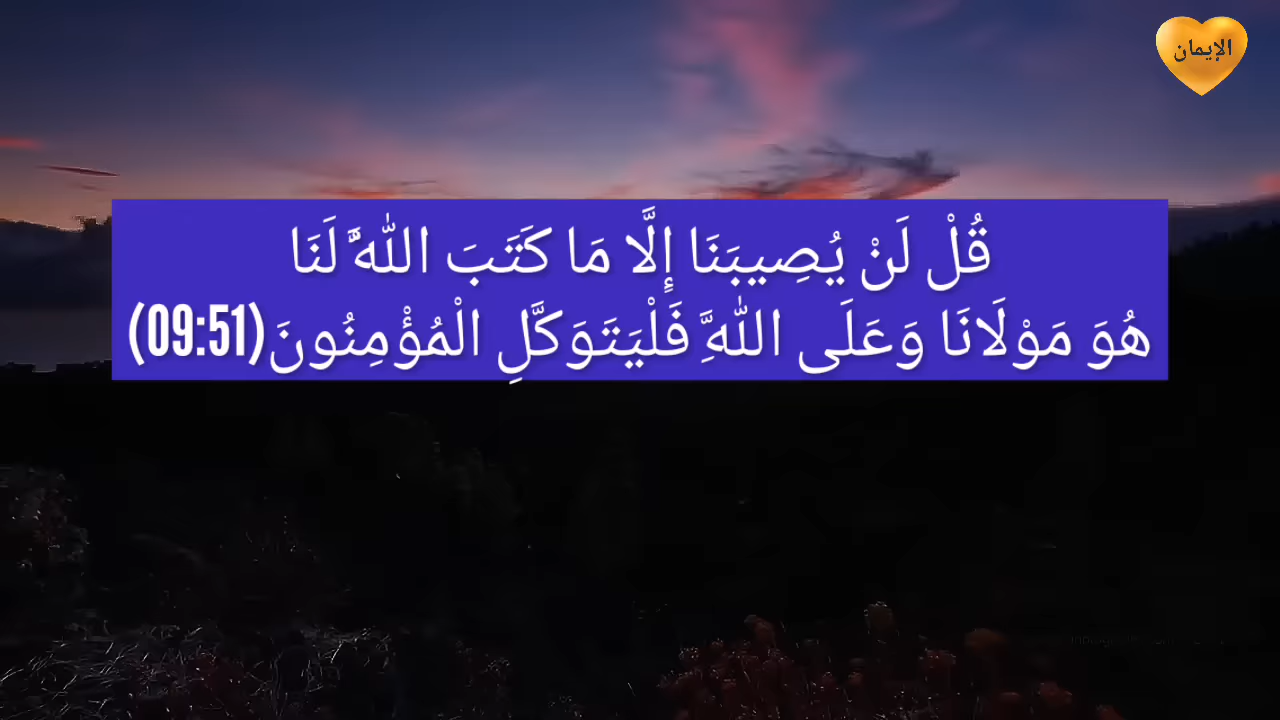 الإيمان
قُلْ لَنْ يُصِيبَنَا إِلَّا مَا كَتَبَ اللَّهُ لَنَا
هُوَ مَوْلَانَا وَعَلَى اللَّهِ فَلْيَتَوَكَّلِ الْمُؤْمِنُونَ(09:51)